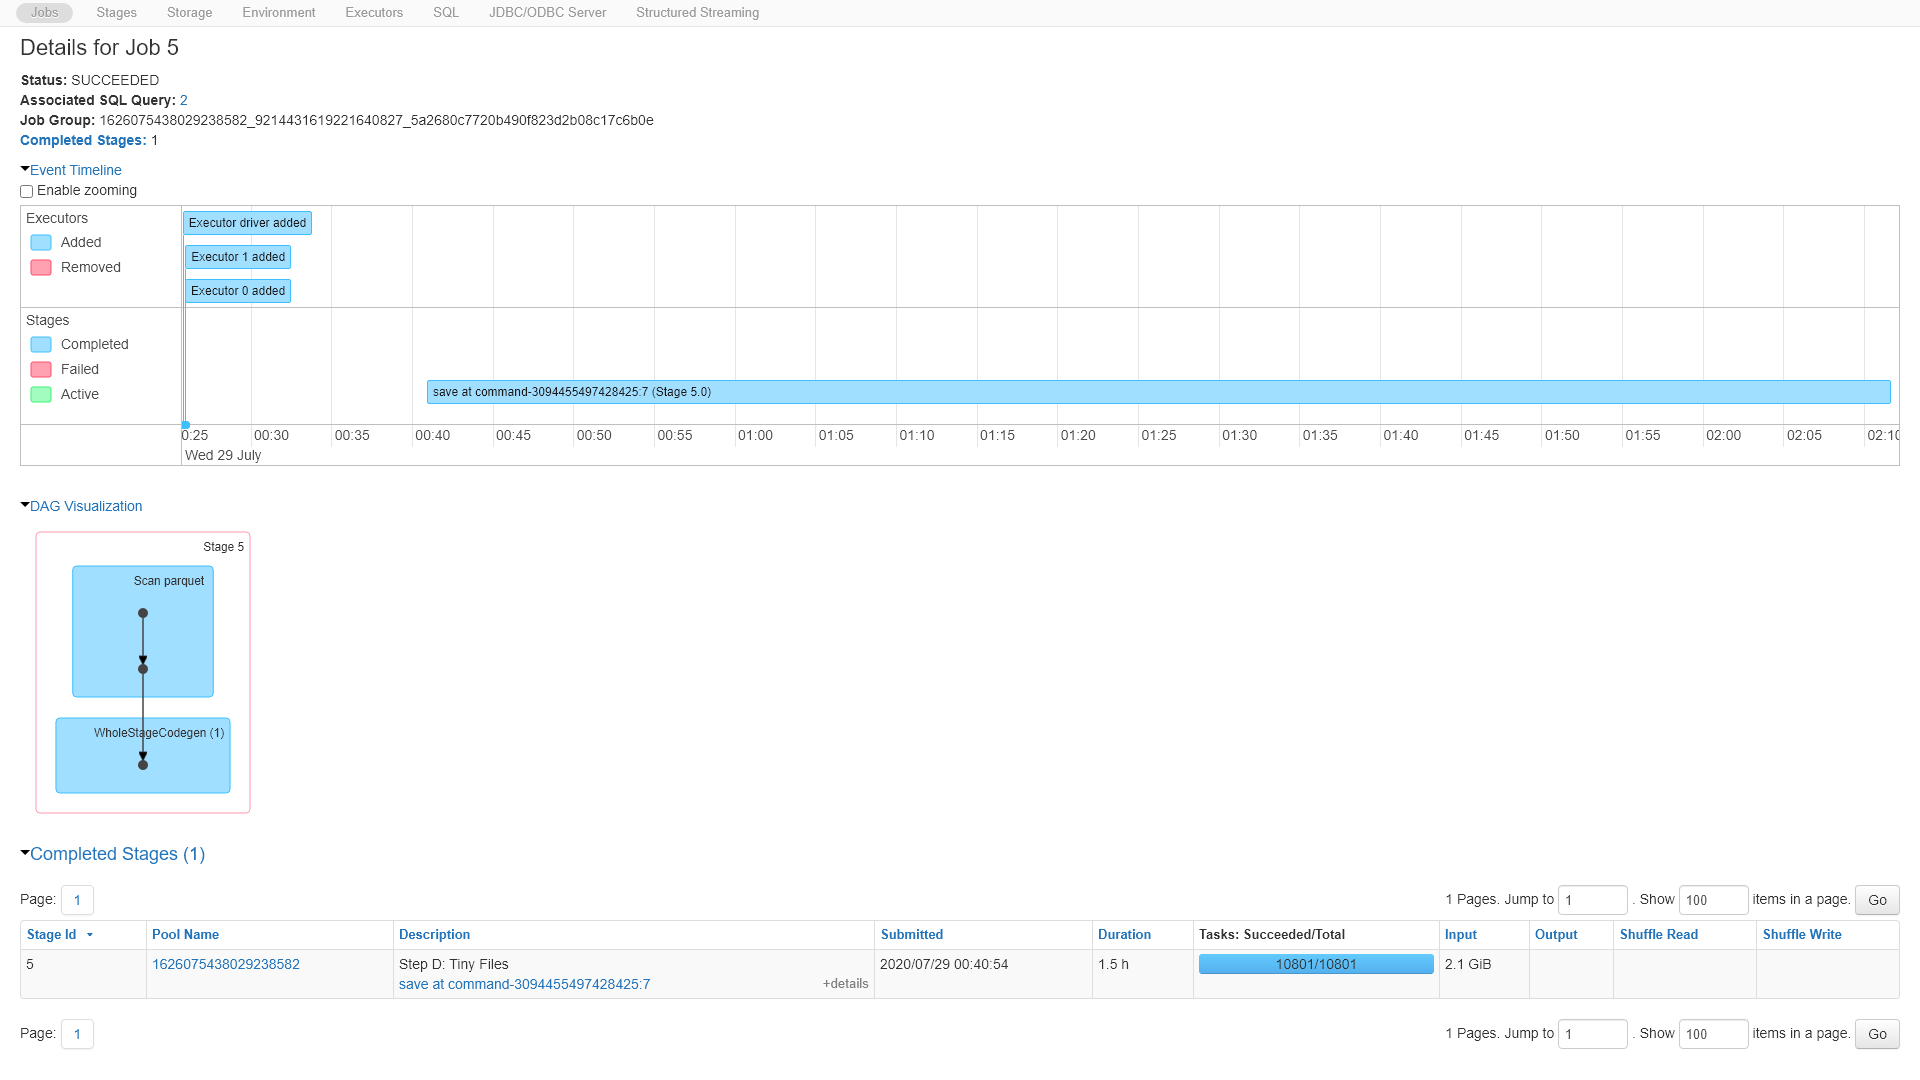 Jobs Stages Storage Environment Executors SQL JDBC/ODBC Server Structured Streaming
Details for Job 5
Status: SUCCEEDED
Associated SQL Query: 2
Job Group: 1626075438029238582_9214431619221640827_5a2680c7720b490f823d2b08c17c6b0e
Completed Stages: 1
Event Timeline
Enable zooming
Executors
Added
Removed
Executor driver added
Executor 1 added
Executor 0 added
Stages
Completed
Failed
Active
save at command-3094455497428425:7 (Stage 5.0)
0:25 00:30 00:35 00:40 00:45 00:50 00:55 01:00 01:05 01:10 01:15 01:20 01:25 01:30 01:35 01:40 01:45 01:50 01:55 02:00 02:05 02:10
Wed 29 July
DAG Visualization
Stage 5
Scan parquet
WholeStageCodegen (1)
Completed Stages (1)
Page: 1 1 Pages. Jump to 1 . Show 100 items in a page. Go
Stage Id Pool Name Description Submitted Duration Tasks: Succeeded/Total Input Output Shuffle Read Shuffle Write
5 1626075438029238582 Step D: Tiny Files 2020/07/29 00:40:54 1.5 h 10801/10801 2.1 GiB
save at command-3094455497428425:7 +details
Page: 1 1 Pages. Jump to 1 . Show 100 items in a page. Go